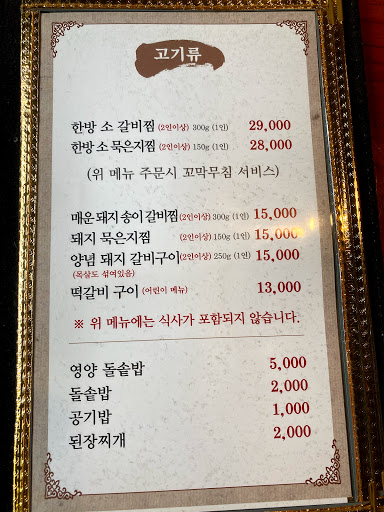 고기류
한방 소 갈비찜 (2인이상) 300g (1인) 29,000
한방 소 묵은지찜 (2인이상) 150g (1인) 28,000
(위 메뉴 주문시 꼬막무침 서비스)
매운 돼지 송이 갈비찜 (2인이상) 300g (1인) 15,000
돼지 묵은지찜 (2인이상) 150g (1인) 15,000
양념 돼지 갈비구이 (2인이상) 250g (1인) 15,000
(목살도 섞여있음)
떡갈비 구이 (어린이 메뉴) 13,000
※ 위 메뉴에는 식사가 포함되지 않습니다.
영양 돌솥밥 5,000
돌솥밥 2,000
공기밥 1,000
된장찌개 2,000